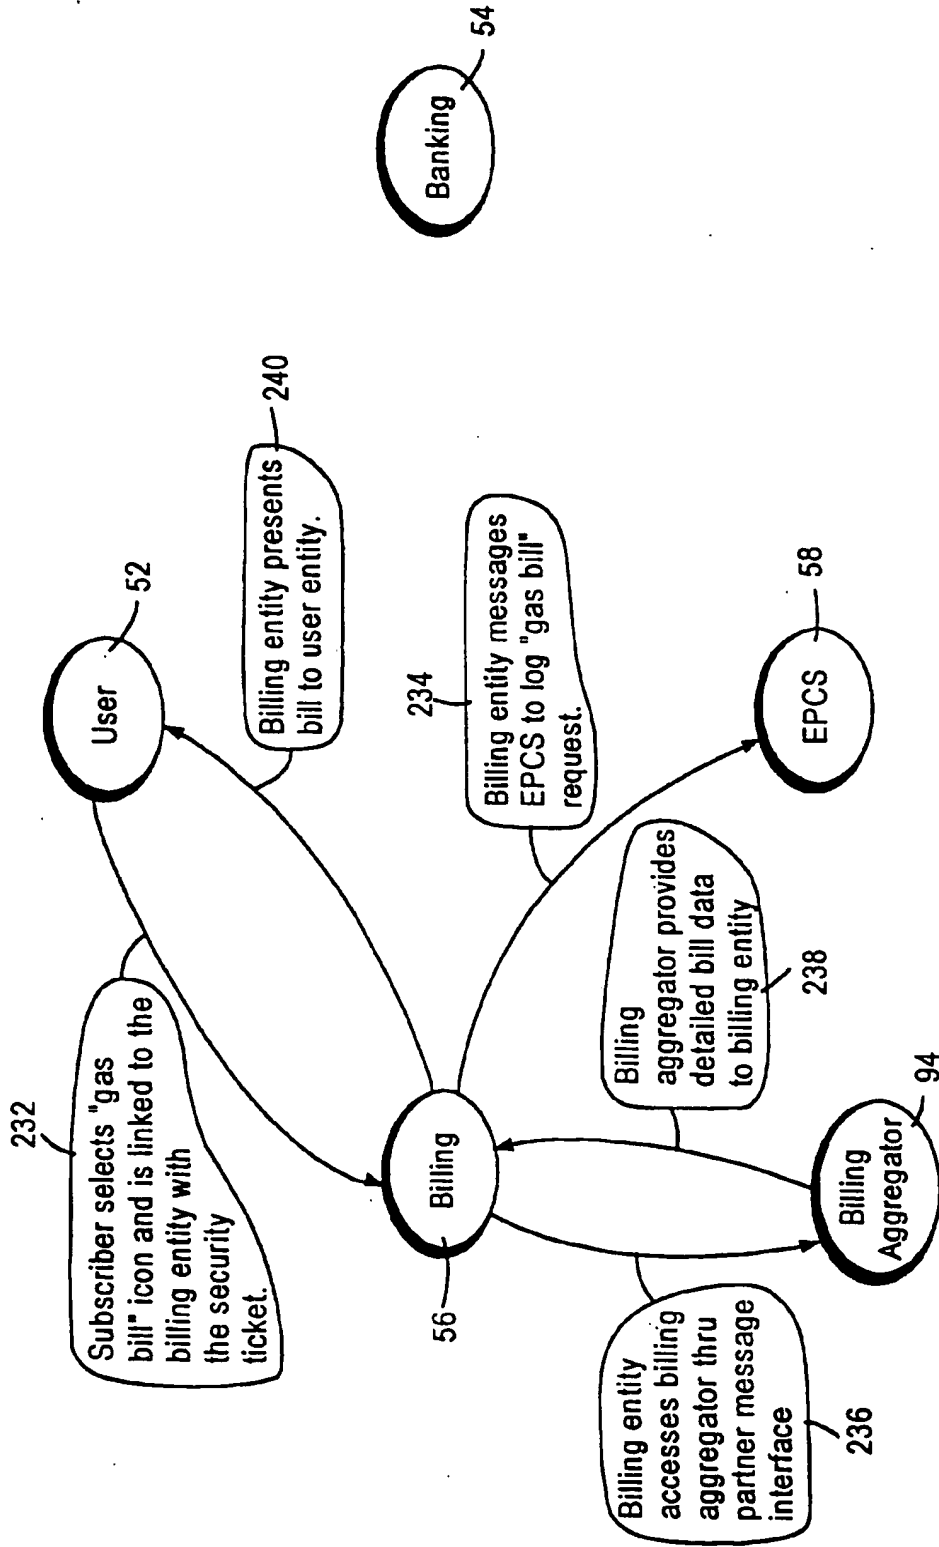 232
Subscriber selects "gas
bill" icon and is linked to the
billing entity with
the security
ticket.
User
52
Billing entity presents
bill to user entity.
240
Banking
54
Billing
56
234
Billing entity messages
EPCS to log "gas bill"
request.
Billing entity
accesses billing
aggregator thru
partner message
interface
236
Billing
aggregator provides
detailed bill data
to billing entity
238
EPCS
58
Billing
Aggregator
94